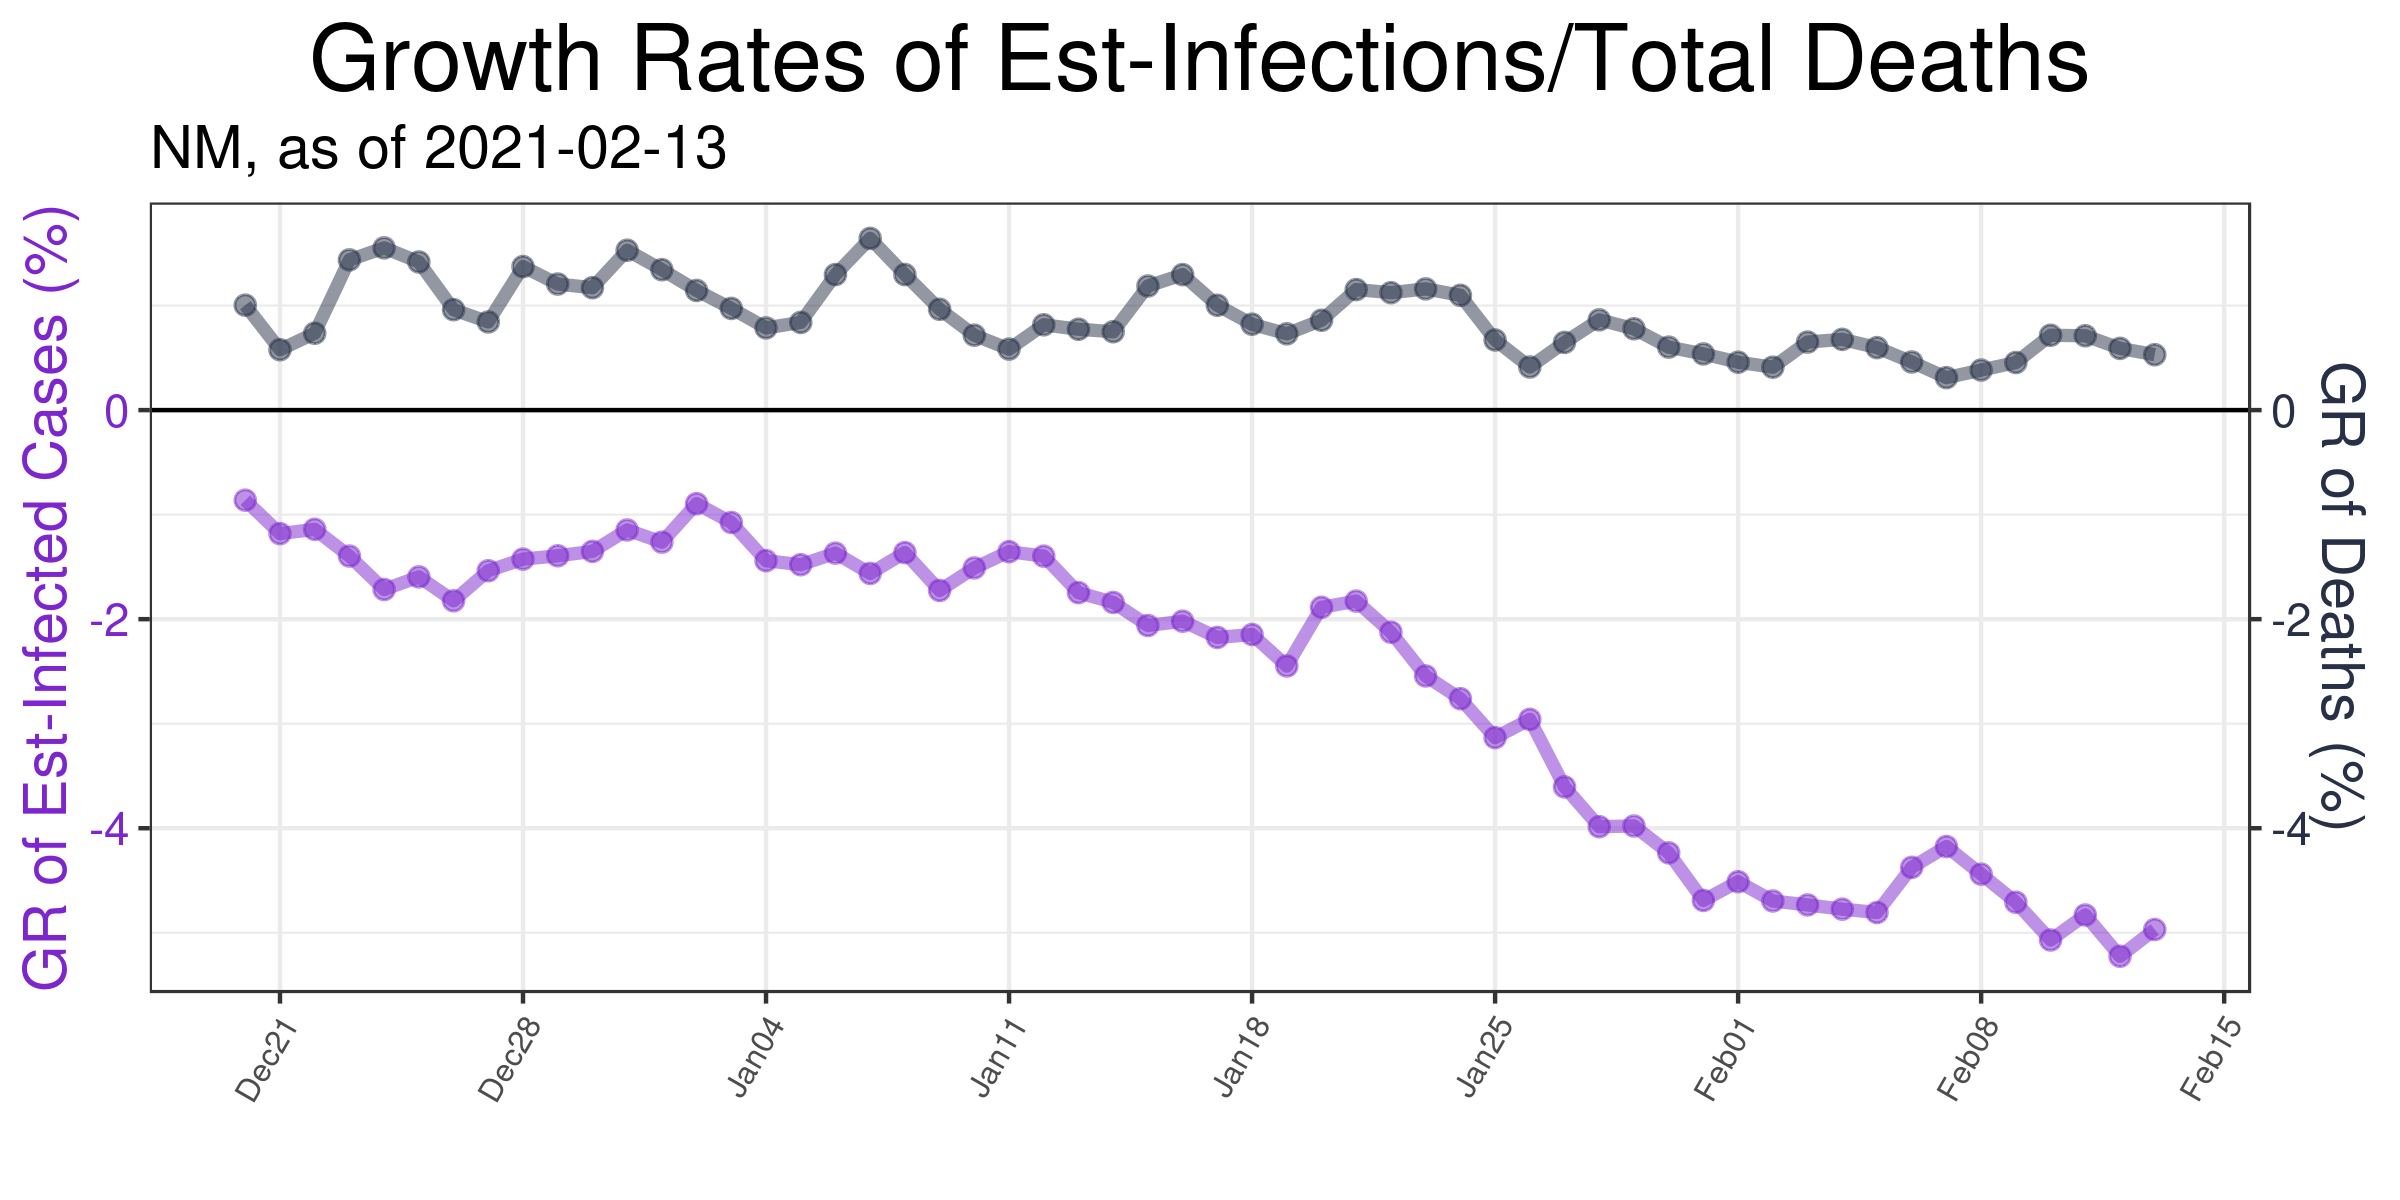 Growth Rates of Est-Infections/Total Deaths
NM, as of 2021-02-13
GR of Est-Infected Cases (%)
0
-2
-4
0
-2
-4
GR of Deaths (%)
Dec21
Dec28
Jan04
Jan11
Jan18
Jan25
Feb01
Feb08
Feb15